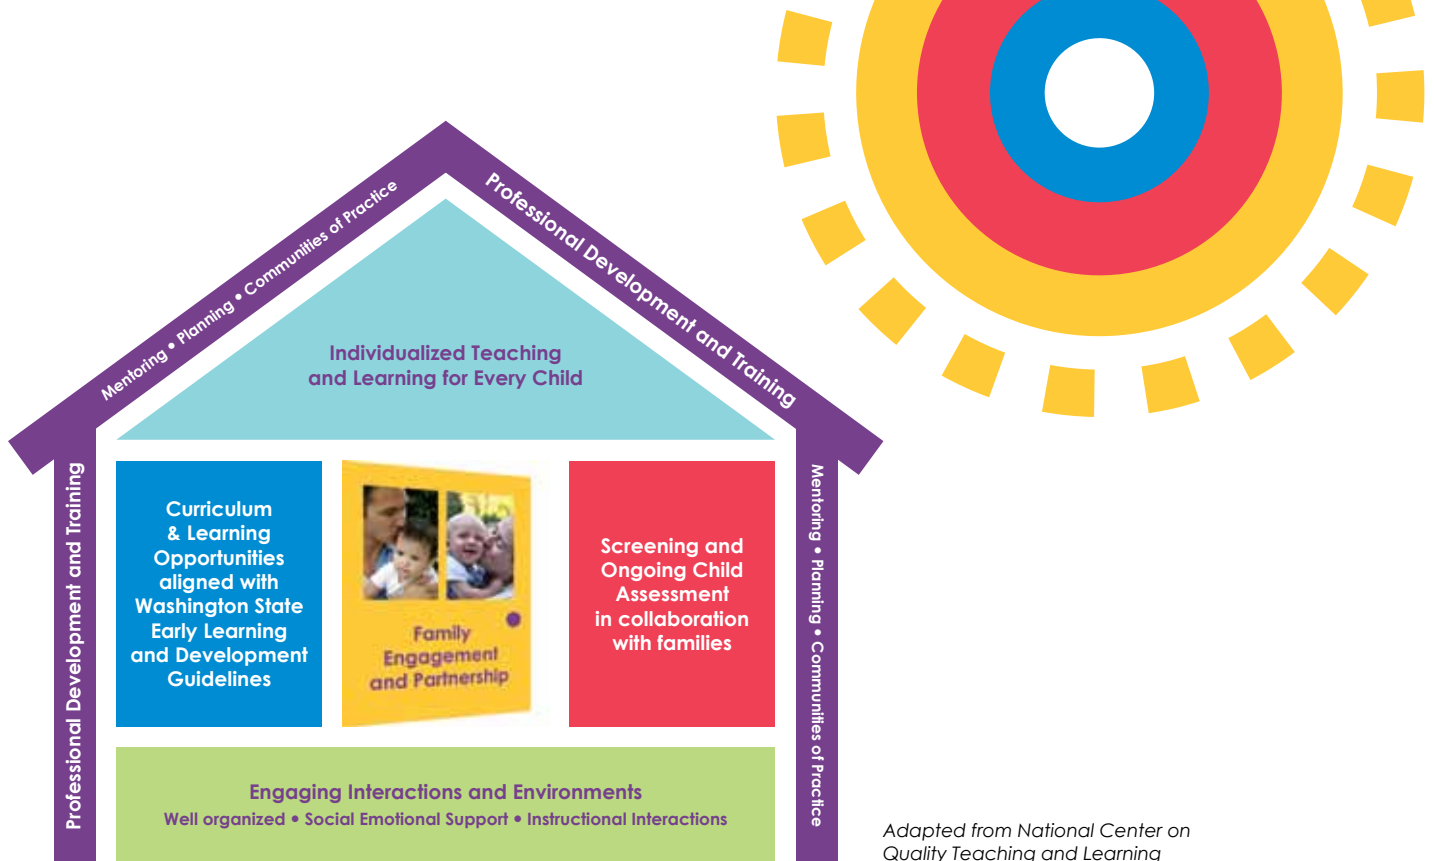 Mentoring • Planning • Communities of Practice
Professional Development and Training
Individualized Teaching
and Learning for Every Child
Professional Development and Training
Curriculum
& Learning
Opportunities
aligned with
Washington State
Early Learning
and Development
Guidelines
Family
Engagement
and Partnership
Screening and
Ongoing Child
Assessment
in collaboration
with families
Mentoring • Planning • Communities of Practice
Engaging Interactions and Environments
Well organized • Social Emotional Support • Instructional Interactions
Adapted from National Center on
Quality Teaching and Learning